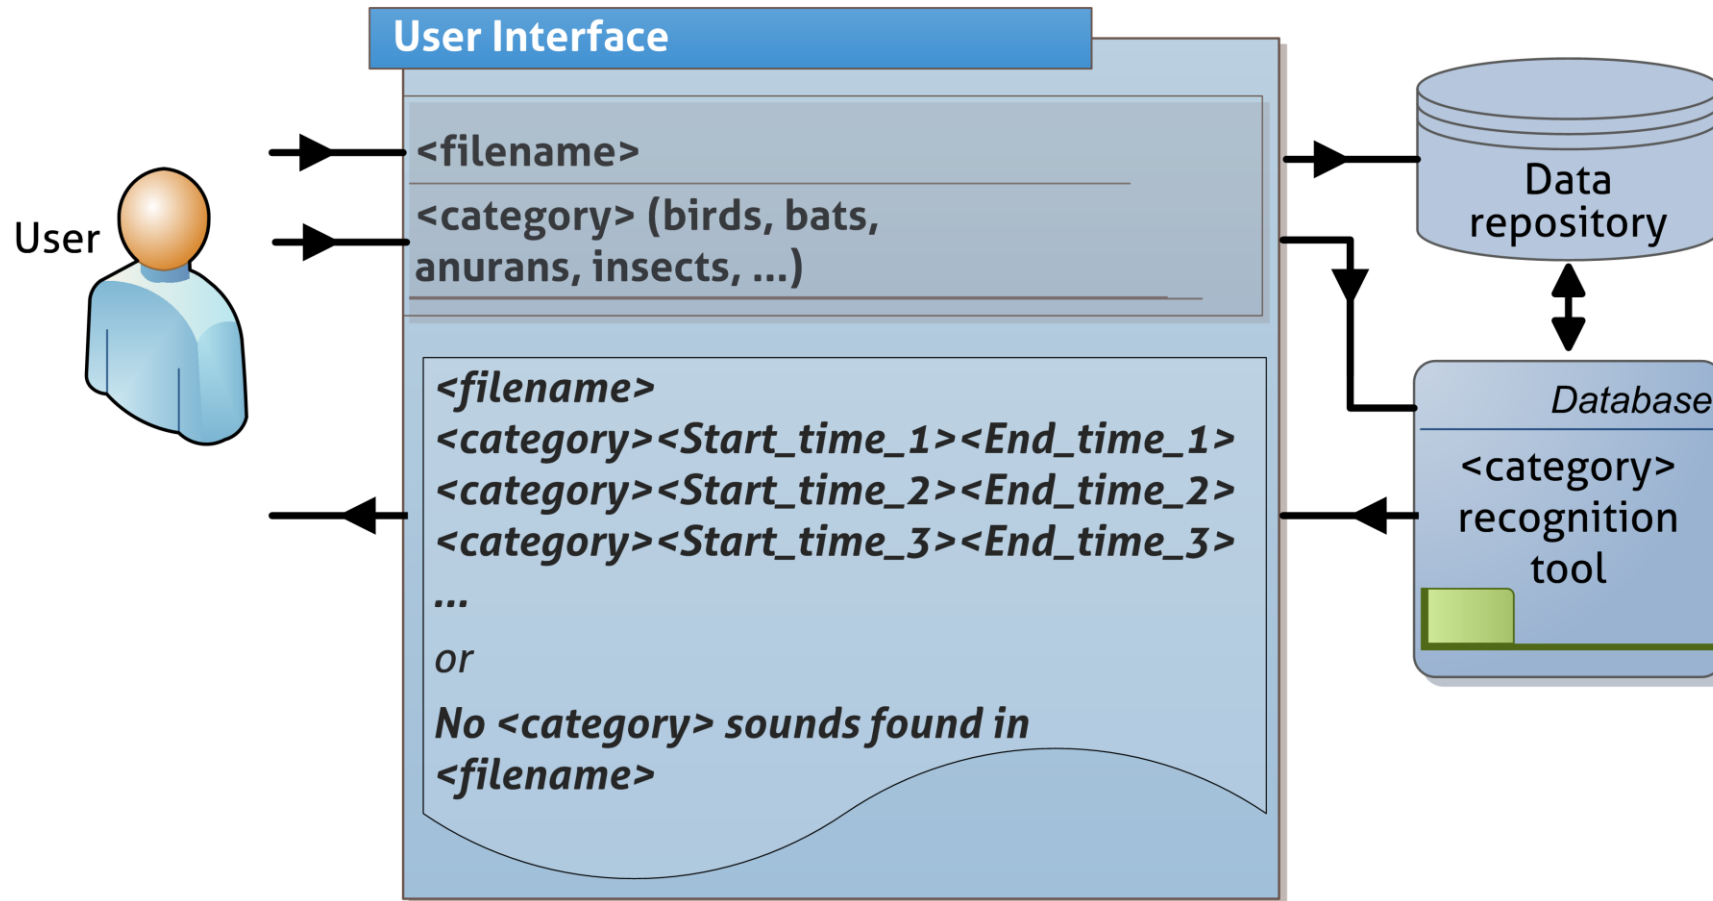 User Interface
<filename>
<category> (birds, bats,
anurans, insects, ...)
User
Data
repository
<filename>
<category><Start_time_1><End_time_1>
<category><Start_time_2><End_time_2>
<category><Start_time_3><End_time_3>
...
or
No <category> sounds found in
<filename>
Database
<category>
recognition
tool